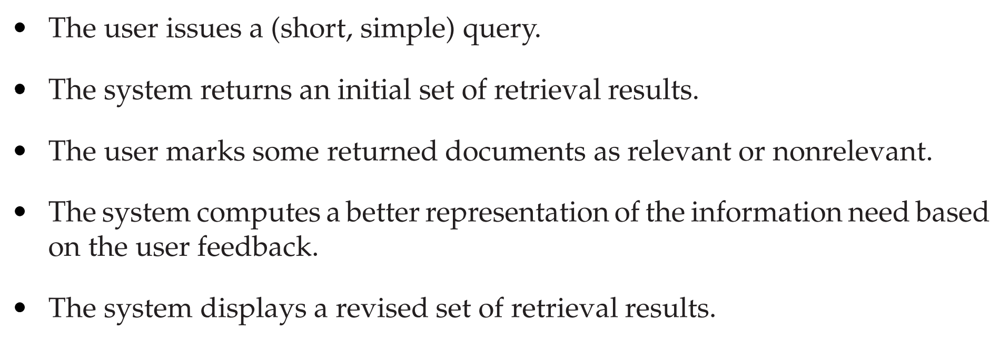 • The user issues a (short, simple) query.
• The system returns an initial set of retrieval results.
• The user marks some returned documents as relevant or nonrelevant.
• The system computes a better representation of the information need based
on the user feedback.
• The system displays a revised set of retrieval results.